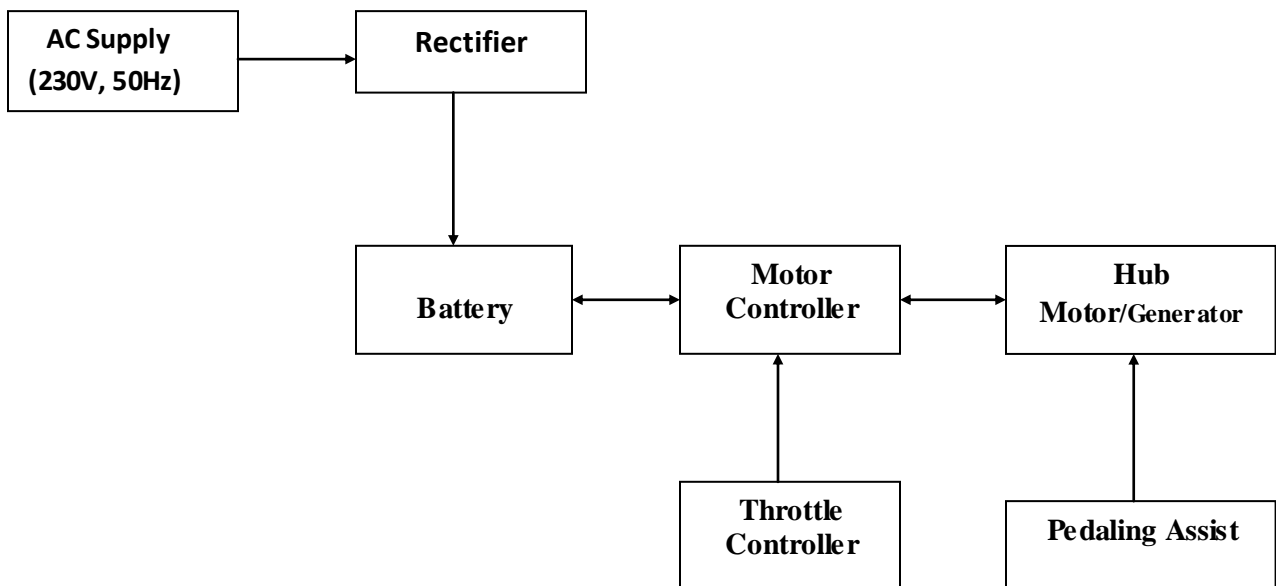 AC Supply
(230V, 50Hz)
Rectifier
Battery
Motor
Controller
Hub
Motor/Generator
Throttle
Controller
Pedaling Assist